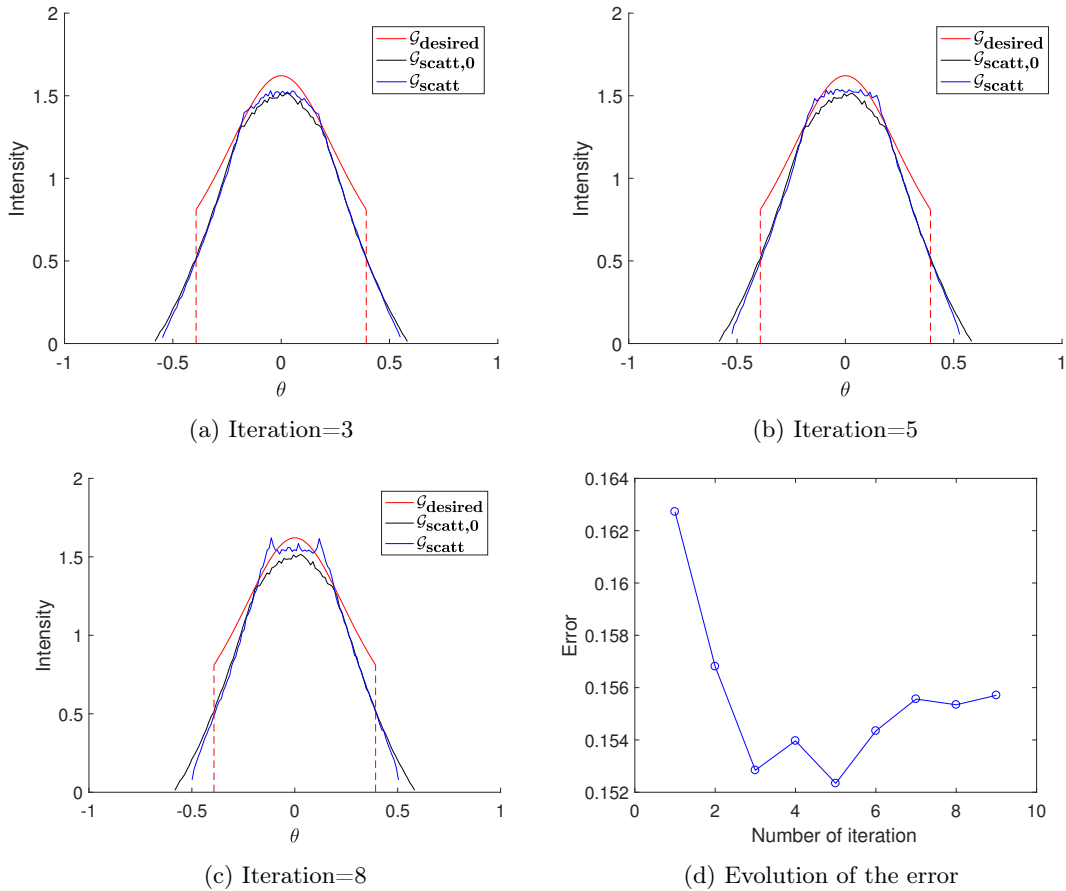 2
1.5
1
0.5
0
-1
-0.5
0
0.5
1
Intensity
θ
𝒢desired
𝒢scatt,0
𝒢scatt
(a) Iteration=3
2
1.5
1
0.5
0
-1
-0.5
0
0.5
1
Intensity
θ
𝒢desired
𝒢scatt,0
𝒢scatt
(b) Iteration=5
2
1.5
1
0.5
0
-1
-0.5
0
0.5
1
Intensity
θ
𝒢desired
𝒢scatt,0
𝒢scatt
(c) Iteration=8
0.164
0.162
0.16
0.158
0.156
0.154
0.152
0
2
4
6
8
10
Error
Number of iteration
(d) Evolution of the error